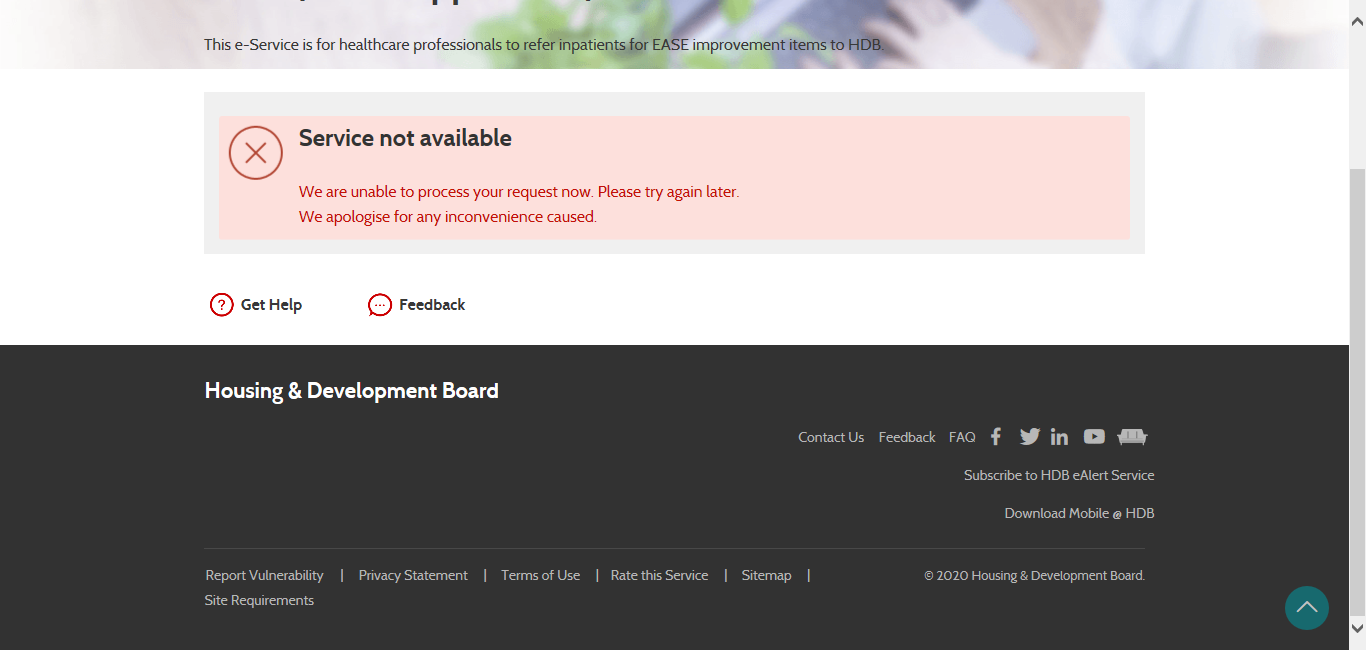 This e-Service is for healthcare professionals to refer inpatients for EASE improvement items to HDB.
Service not available
We are unable to process your request now. Please try again later.
We apologise for any inconvenience caused.
Get Help
Feedback
Housing & Development Board
Contact Us Feedback FAQ
Subscribe to HDB eAlert Service
Download Mobile @ HDB
Report Vulnerability | Privacy Statement | Terms of Use | Rate this Service | Sitemap |
Site Requirements
© 2020 Housing & Development Board.